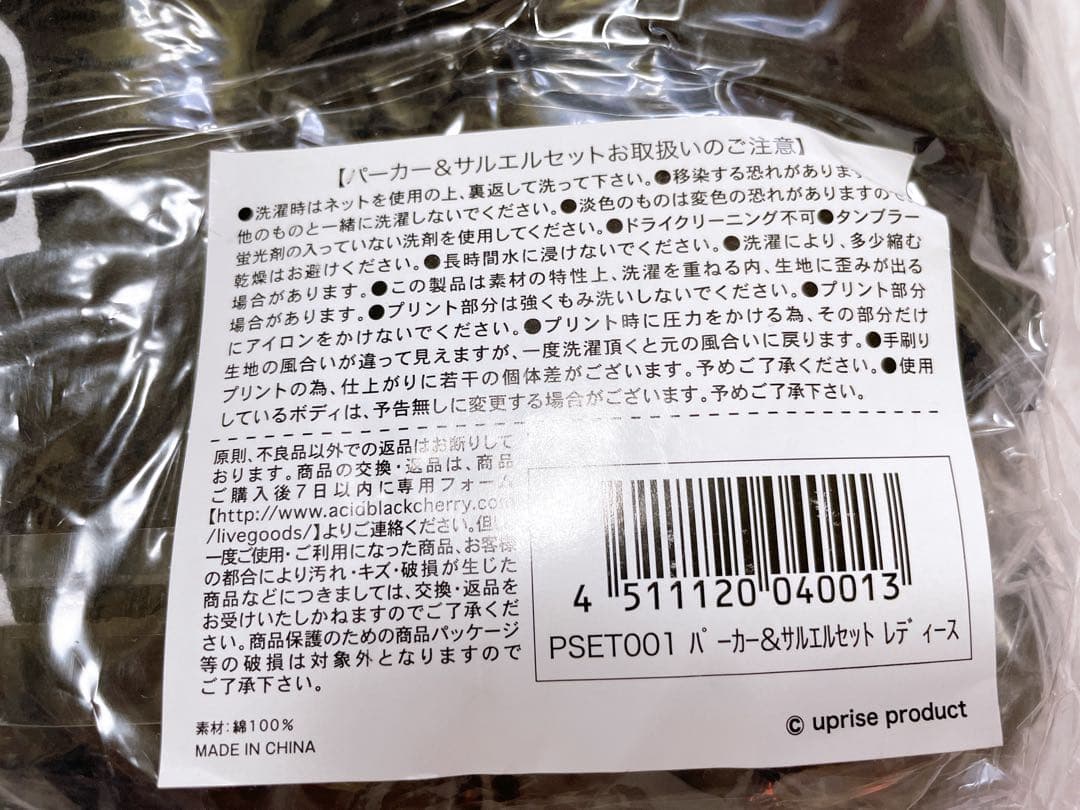 【パーカー&サルエルセットお取扱いのご注意】
●洗濯時はネットを使用の上、裏返して洗って下さい。●移染する恐れがあります
他のものと一緒に洗濯しないでください。●淡色のものは変色の恐れがありますので
蛍光剤の入っていない洗剤を使用してください。●ドライクリーニング不可●タンブラー
乾燥はお避けください。●長時間水に浸けないでください。●洗濯により、多少縮む
場合があります。●この製品は素材の特性上、洗濯を重ねる内、生地に歪みが出る
場合があります。●プリント部分は強くもみ洗いしないでください。●プリント部分
にアイロンをかけないでください。●プリント時に圧力をかける為、その部分だけ
生地の風合いが違って見えますが、一度洗濯頂くと元の風合いに戻ります。●手刷り
プリントの為、仕上がりに若干の個体差がございます。予めご了承ください。●使用
しているボディは、予告無しに変更する場合がございます。予めご了承下さい。
原則、不良品以外での返品はお断りして
おります。商品の交換・返品は、商品
ご購入後7日以内に専用フォーム
【http://www.acidblackcherry.com
/livegoods/】よりご連絡ください。但し
一度ご使用・ご利用になった商品、お客様
の都合により汚れ・キズ・破損が生じた
商品などにつきましては、交換・返品を
お受けいたしかねますのでご了承くだ
さい。商品保護のための商品パッケージ
等の破損は対象外となりますので
ご了承下さい。
4 511120 040013
PSET001 パーカー&サルエルセット レディース
素材:綿100%
MADE IN CHINA
© uprise product